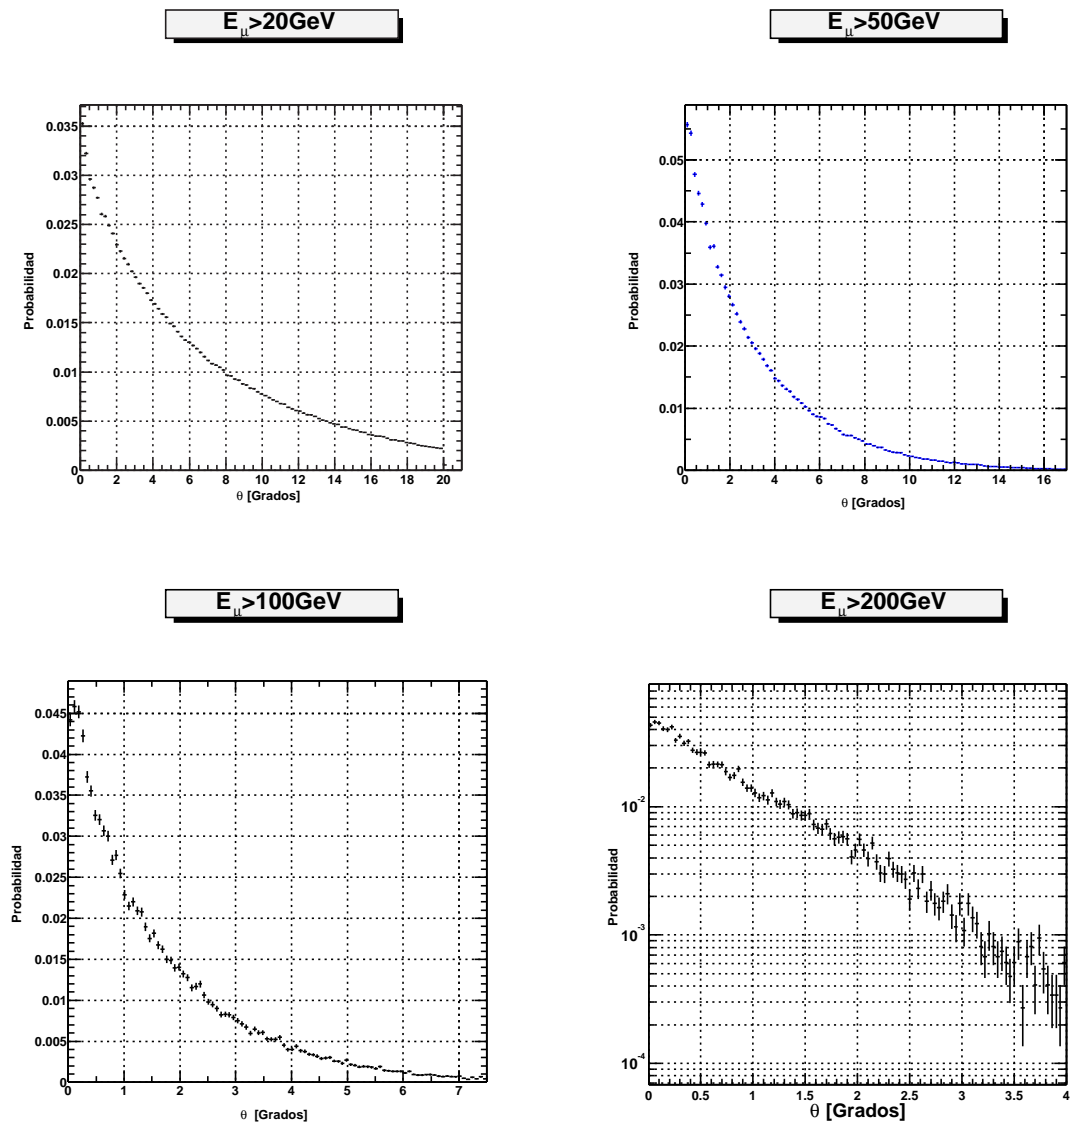 E_μ>20GeV
E_μ>50GeV
0.035
0.03
0.025
0.02
0.015
0.01
0.005
0
Probabilidad
0 2 4 6 8 10 12 14 16 18 20
θ [Grados]
0.05
0.04
0.03
0.02
0.01
0
Probabilidad
0 2 4 6 8 10 12 14 16
θ [Grados]
E_μ>100GeV
E_μ>200GeV
0.045
0.04
0.035
0.03
0.025
0.02
0.015
0.01
0.005
0
Probabilidad
0 1 2 3 4 5 6 7
θ [Grados]
10^-2
10^-3
10^-4
Probabilidad
0 0.5 1 1.5 2 2.5 3 3.5 4
θ [Grados]